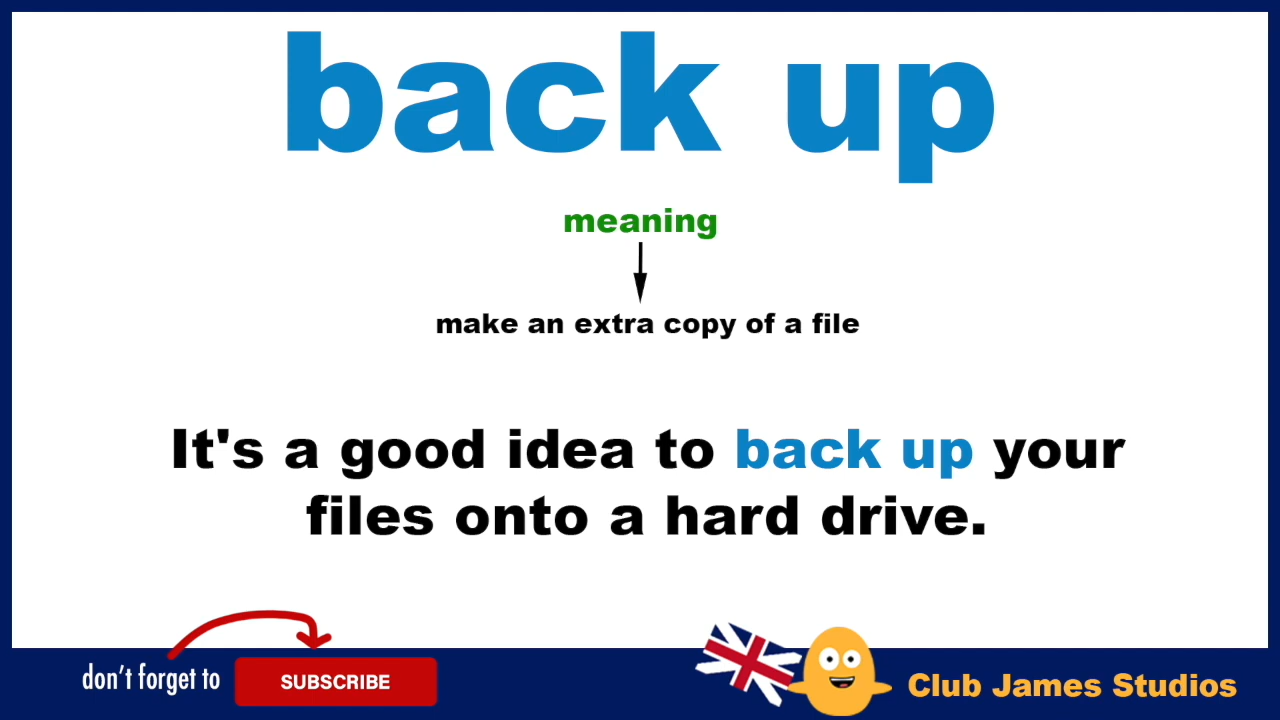 back up
meaning
make an extra copy of a file
It's a good idea to back up your
files onto a hard drive.
don't forget to
SUBSCRIBE
Club James Studios